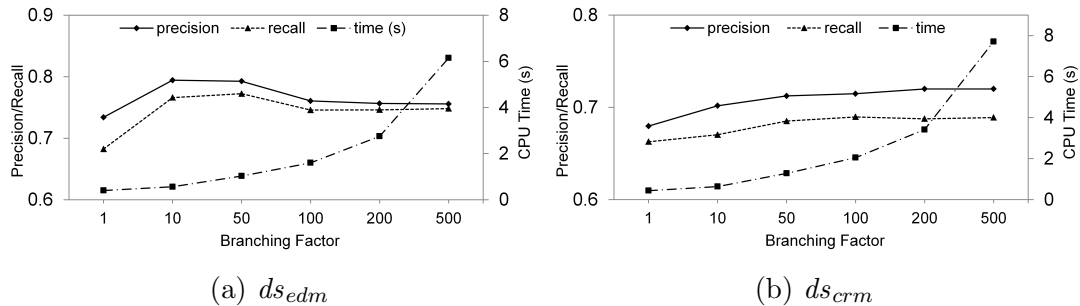 0.9
0.8
0.7
0.6
Precision/Recall
precision
recall
time (s)
8
6
4
2
0
CPU Time (s)
1 10 50 100 200 500
Branching Factor
(a) ds_edm
0.8
0.7
0.6
Precision/Recall
precision
recall
time
8
6
4
2
0
CPU Time (s)
1 10 50 100 200 500
Branching Factor
(b) ds_crm